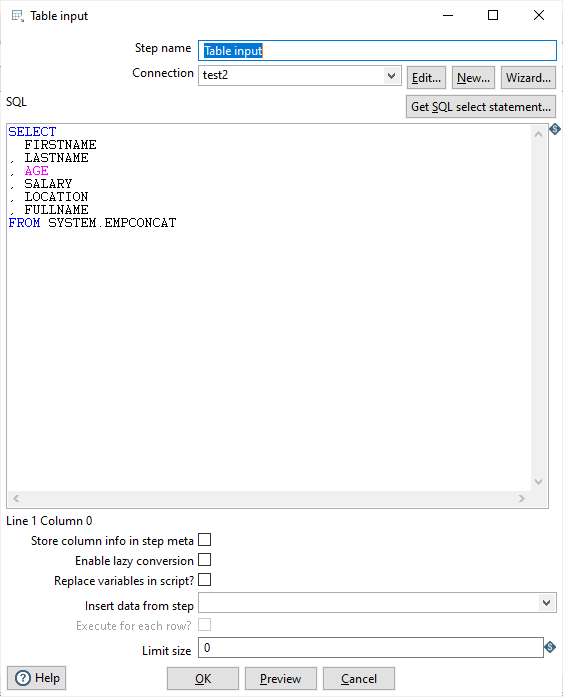 Table input
Step name Table input
Connection test2 Edit... New... Wizard...
SQL Get SQL select statement...
SELECT
FIRSTNAME
, LASTNAME
, AGE
, SALARY
, LOCATION
, FULLNAME
FROM SYSTEM.EMPCONCAT
Line 1 Column 0
Store column info in step meta
Enable lazy conversion
Replace variables in script?
Insert data from step
Execute for each row?
Limit size 0
Help OK Preview Cancel